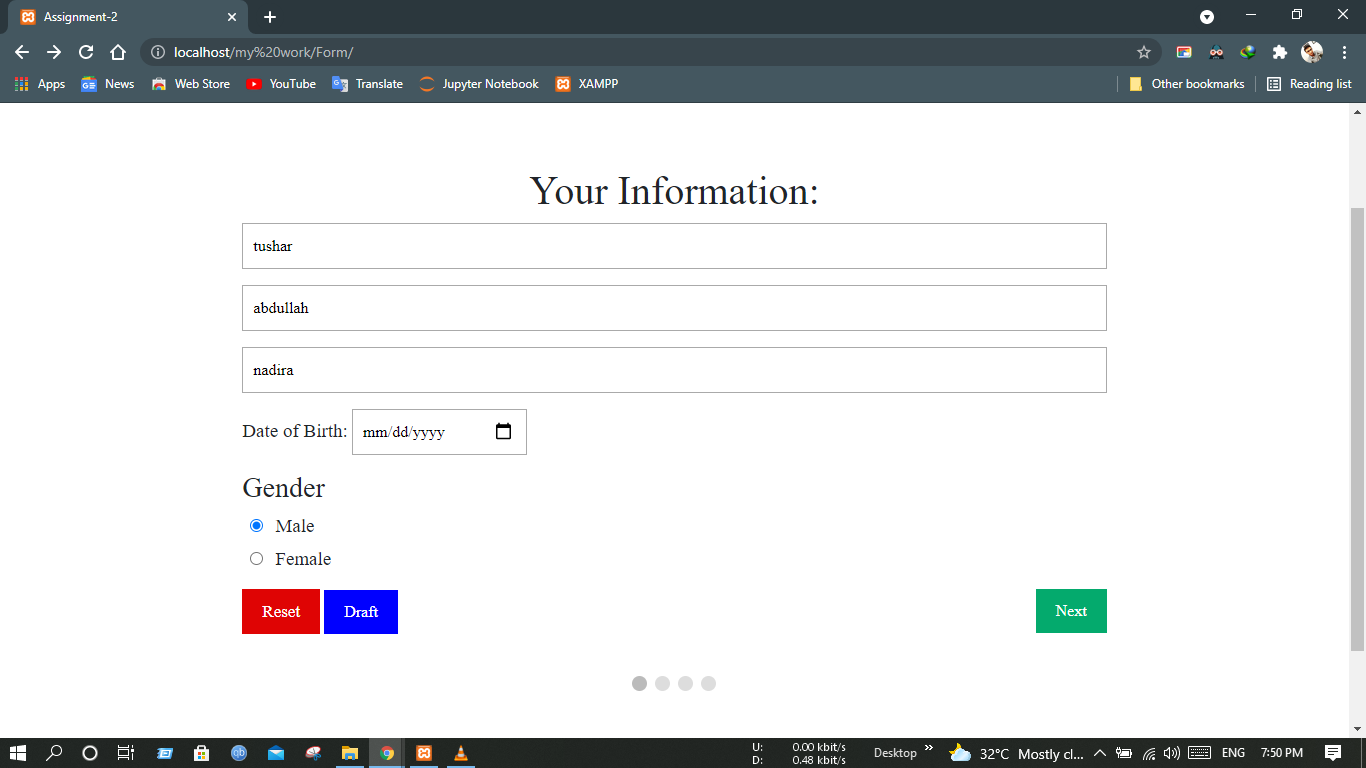 Assignment-2
localhost/my%20work/Form/
Apps News Web Store YouTube Translate Jupyter Notebook XAMPP Other bookmarks Reading list
Your Information:
tushar
abdullah
nadira
Date of Birth: mm/dd/yyyy
Gender
Male
Female
Reset Draft Next
U: 0.00 kbit/s
D: 0.48 kbit/s
Desktop » 32°C Mostly cl... ENG 7:50 PM